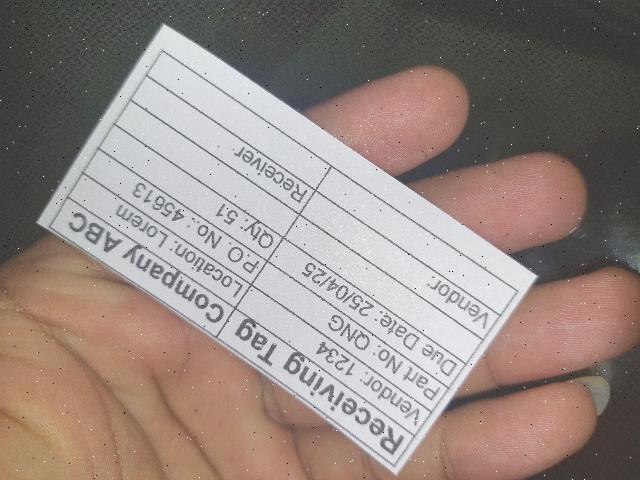 Receiving Tag Company ABC
Vendor: 1234 Location: Lorem
Part No: QNG P.O. No.: 45613
Due Date: 25/04/25 Qty: 51
Vendor: Receiver